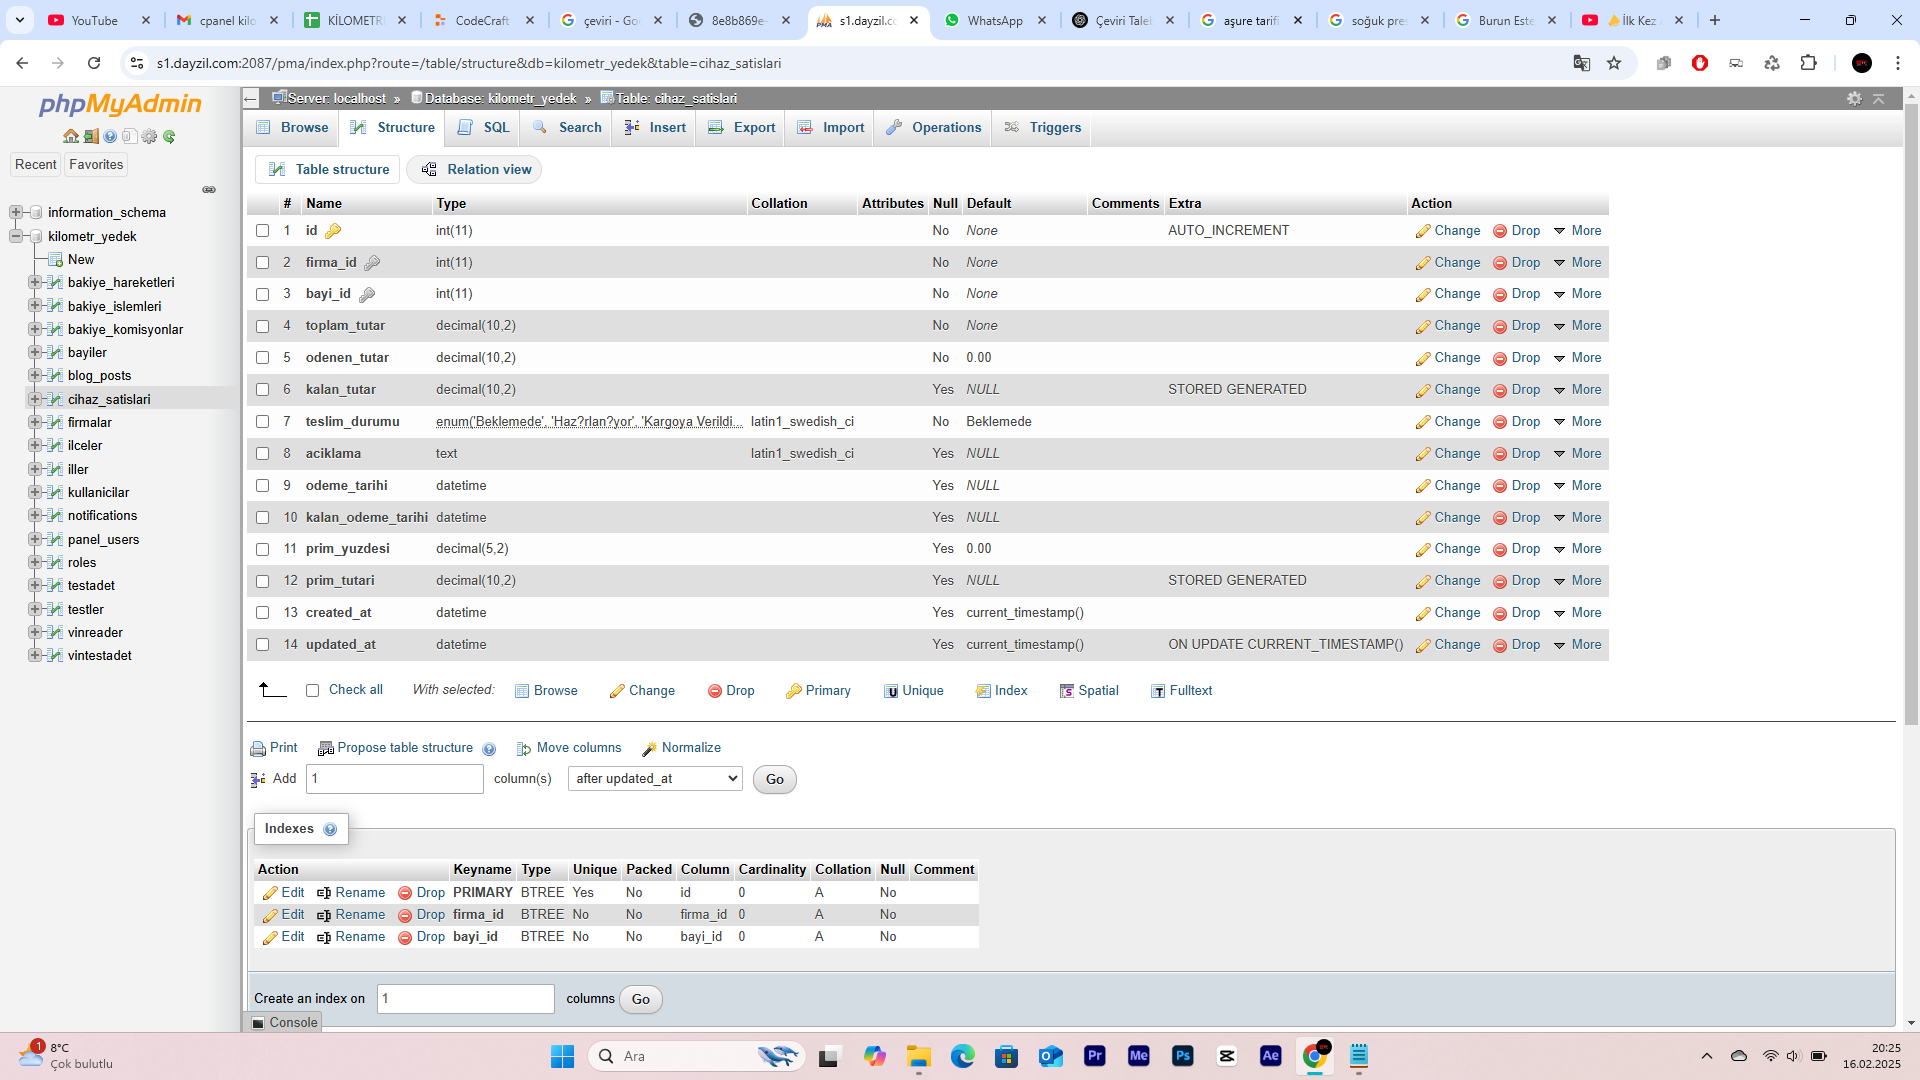 YouTube
cpanel kilo
KİLOMETRE
CodeCraft
çeviri - Goo
8e8b869e-
s1.dayzil.co
WhatsApp
Çeviri Taleb
aşure tarifi
soğuk pres
Burun Este
İlk Kez
s1.dayzil.com:2087/pma/index.php?route=/table/structure&db=kilometr_yedek&table=cihaz_satislari
phpMyAdmin
Recent Favorites
information_schema
kilometr_yedek
New
bakiye_hareketleri
bakiye_islemleri
bakiye_komisyonlar
bayiler
blog_posts
cihaz_satislari
firmalar
ilceler
iller
kullanicilar
notifications
panel_users
roles
testadet
testler
vinreader
vintestadet
Server: localhost » Database: kilometr_yedek » Table: cihaz_satislari
Browse Structure SQL Search Insert Export Import Operations Triggers
Table structure Relation view
# Name Type Collation Attributes Null Default Comments Extra Action
1 id int(11) No None AUTO_INCREMENT Change Drop More
2 firma_id int(11) No None Change Drop More
3 bayi_id int(11) No None Change Drop More
4 toplam_tutar decimal(10,2) No None Change Drop More
5 odenen_tutar decimal(10,2) No 0.00 Change Drop More
6 kalan_tutar decimal(10,2) Yes NULL STORED GENERATED Change Drop More
7 teslim_durumu enum('Beklemede', 'Haz?rlan?yor', 'Kargoya Verildi... latin1_swedish_ci No Beklemede Change Drop More
8 aciklama text latin1_swedish_ci Yes NULL Change Drop More
9 odeme_tarihi datetime Yes NULL Change Drop More
10 kalan_odeme_tarihi datetime Yes NULL Change Drop More
11 prim_yuzdesi decimal(5,2) Yes 0.00 Change Drop More
12 prim_tutari decimal(10,2) Yes NULL STORED GENERATED Change Drop More
13 created_at datetime Yes current_timestamp() Change Drop More
14 updated_at datetime Yes current_timestamp() ON UPDATE CURRENT_TIMESTAMP() Change Drop More
Check all With selected: Browse Change Drop Primary Unique Index Spatial Fulltext
Print Propose table structure Move columns Normalize
Add 1 column(s) after updated_at Go
Indexes
Action Keyname Type Unique Packed Column Cardinality Collation Null Comment
Edit Rename Drop PRIMARY BTREE Yes No id 0 A No
Edit Rename Drop firma_id BTREE No No firma_id 0 A No
Edit Rename Drop bayi_id BTREE No No bayi_id 0 A No
Create an index on 1 columns Go
Console
1
8°C
Çok bulutlu
Ara
Pr
Me
Ps
Ae
20:25
16.02.2025